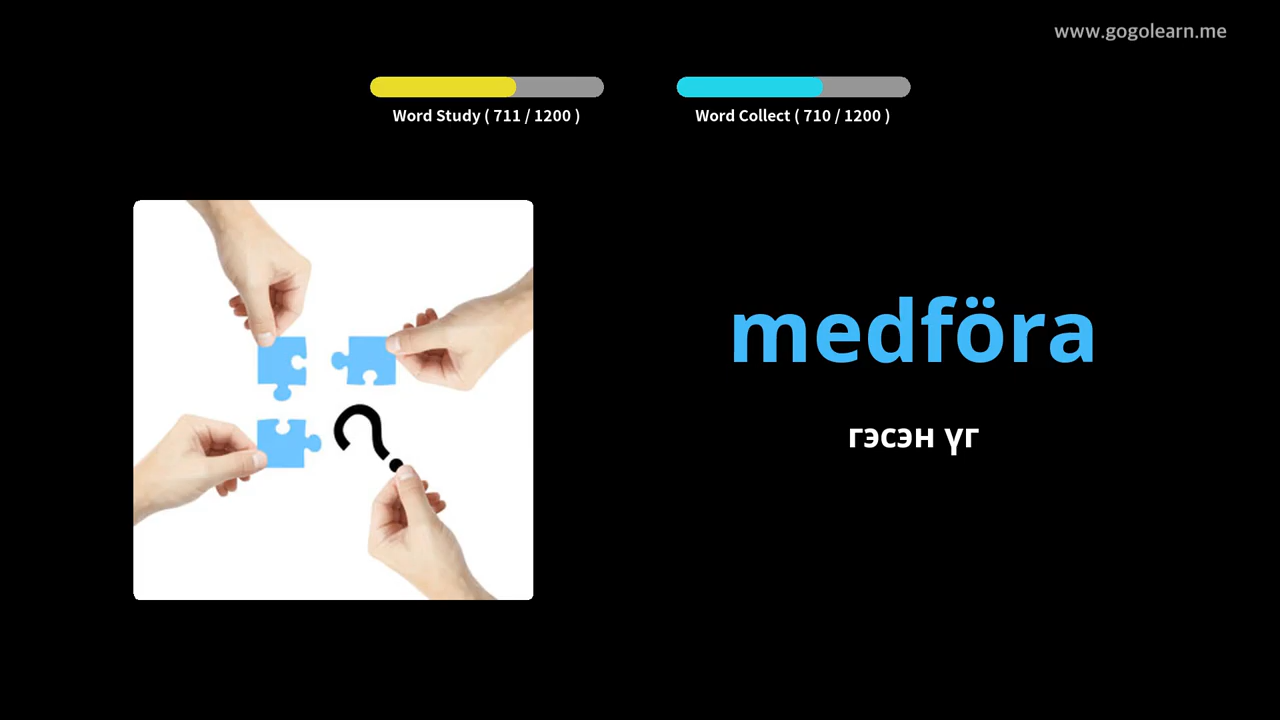 www.gogolearn.me
Word Study ( 711 / 1200 )
Word Collect ( 710 / 1200 )
medföra
гэсэн үг